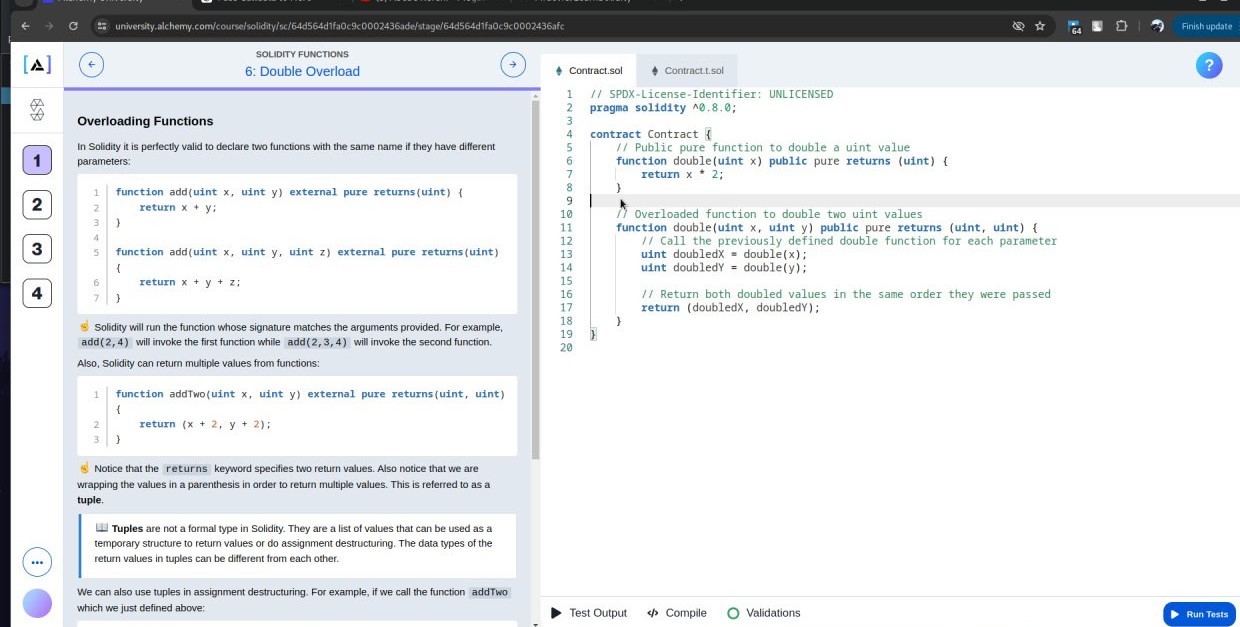 university.alchemy.com/course/solidity/sc/64d564d1fa0c9c0002436ade/stage/64d564d1fa0c9c0002436afc
64
Finish update
[A]
SOLIDITY FUNCTIONS
6: Double Overload
1
2
3
4
Overloading Functions
In Solidity it is perfectly valid to declare two functions with the same name if they have different
parameters:
1 function add(uint x, uint y) external pure returns(uint) {
2 return x + y;
3 }
4
5 function add(uint x, uint y, uint z) external pure returns(uint)
{
6 return x + y + z;
7 }
☝ Solidity will run the function whose signature matches the arguments provided. For example,
add(2,4) will invoke the first function while add(2,3,4) will invoke the second function.
Also, Solidity can return multiple values from functions:
1 function addTwo(uint x, uint y) external pure returns(uint, uint)
{
2 return (x + 2, y + 2);
3 }
☝ Notice that the returns keyword specifies two return values. Also notice that we are
wrapping the values in a parenthesis in order to return multiple values. This is referred to as a
tuple.
📖 Tuples are not a formal type in Solidity. They are a list of values that can be used as a
temporary structure to return values or do assignment destructuring. The data types of the
return values in tuples can be different from each other.
We can also use tuples in assignment destructuring. For example, if we call the function addTwo
which we just defined above:
Contract.sol
Contract.t.sol
?
1 // SPDX-License-Identifier: UNLICENSED
2 pragma solidity ^0.8.0;
3
4 contract Contract {
5 // Public pure function to double a uint value
6 function double(uint x) public pure returns (uint) {
7 return x * 2;
8 }
9
10 // Overloaded function to double two uint values
11 function double(uint x, uint y) public pure returns (uint, uint) {
12 // Call the previously defined double function for each parameter
13 uint doubledX = double(x);
14 uint doubledY = double(y);
15
16 // Return both doubled values in the same order they were passed
17 return (doubledX, doubledY);
18 }
19 }
20
Test Output
</> Compile
Validations
Run Tests